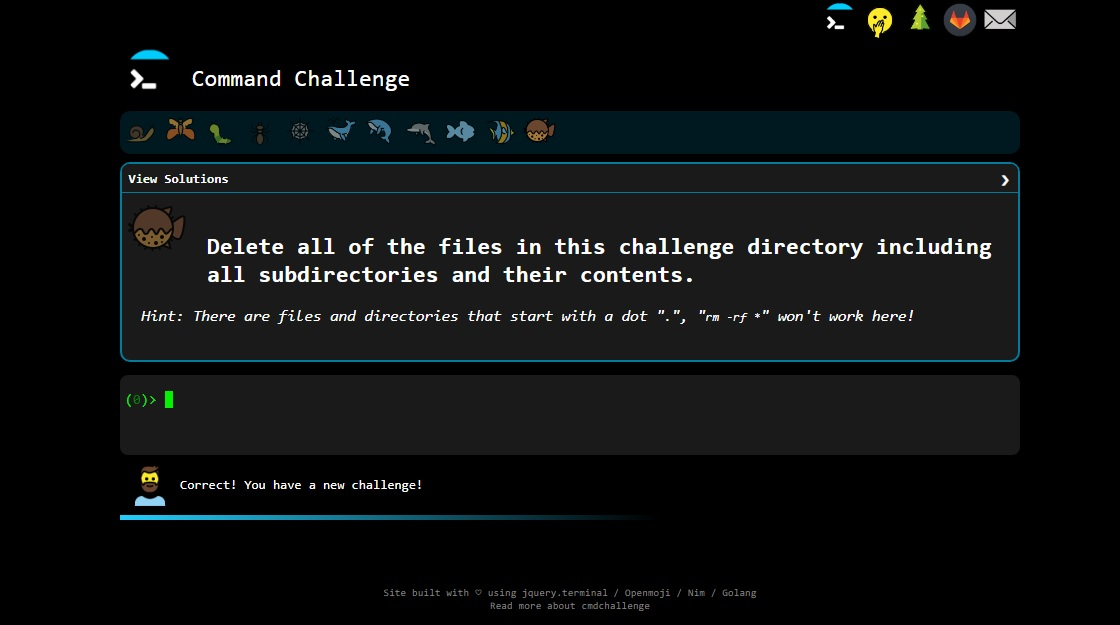 Command Challenge
View Solutions
Delete all of the files in this challenge directory including
all subdirectories and their contents.
Hint: There are files and directories that start with a dot ".", "rm -rf *" won't work here!
(0)>
Correct! You have a new challenge!
Site built with ♡ using jquery.terminal / Openmoji / Nim / Golang
Read more about cmdchallenge